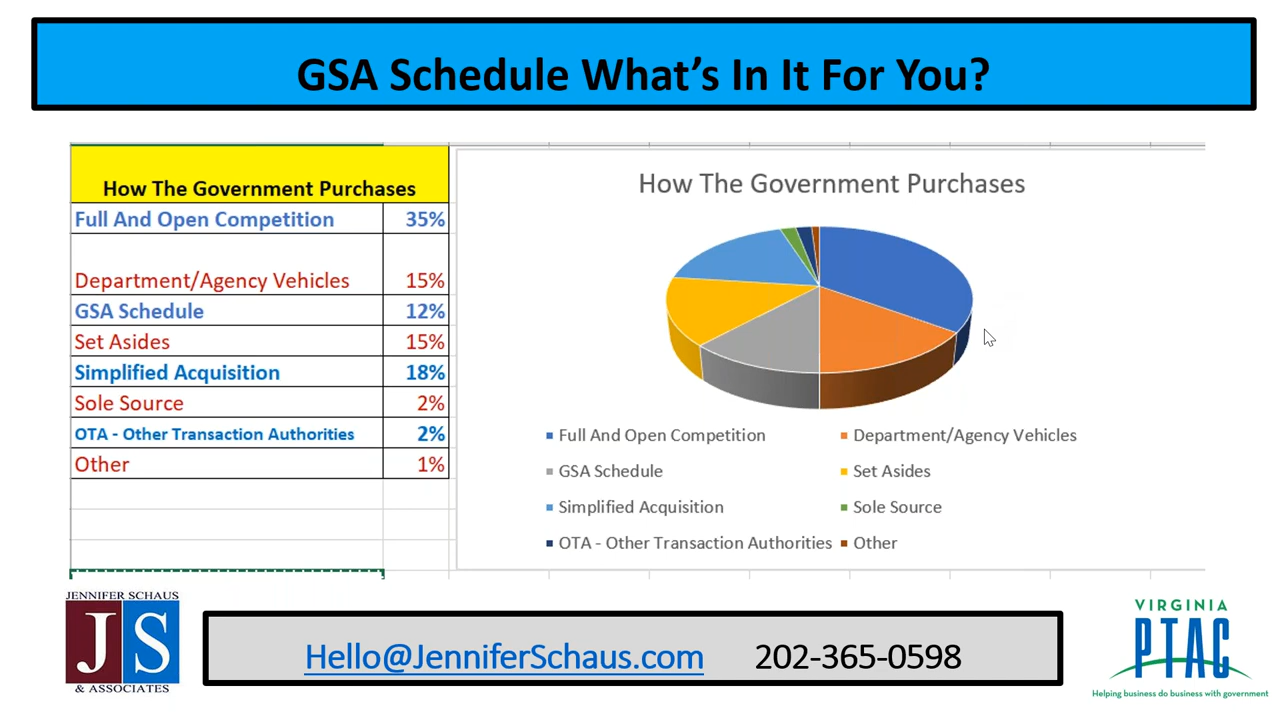 GSA Schedule What's In It For You?
How The Government Purchases
Full And Open Competition 35%
Department/Agency Vehicles 15%
GSA Schedule 12%
Set Asides 15%
Simplified Acquisition 18%
Sole Source 2%
OTA - Other Transaction Authorities 2%
Other 1%
How The Government Purchases
Full And Open Competition Department/Agency Vehicles
GSA Schedule Set Asides
Simplified Acquisition Sole Source
OTA - Other Transaction Authorities Other
JENNIFER SCHAUS
JS
& ASSOCIATES
Hello@JenniferSchaus.com 202-365-0598
VIRGINIA
PTAC
Helping business do business with government